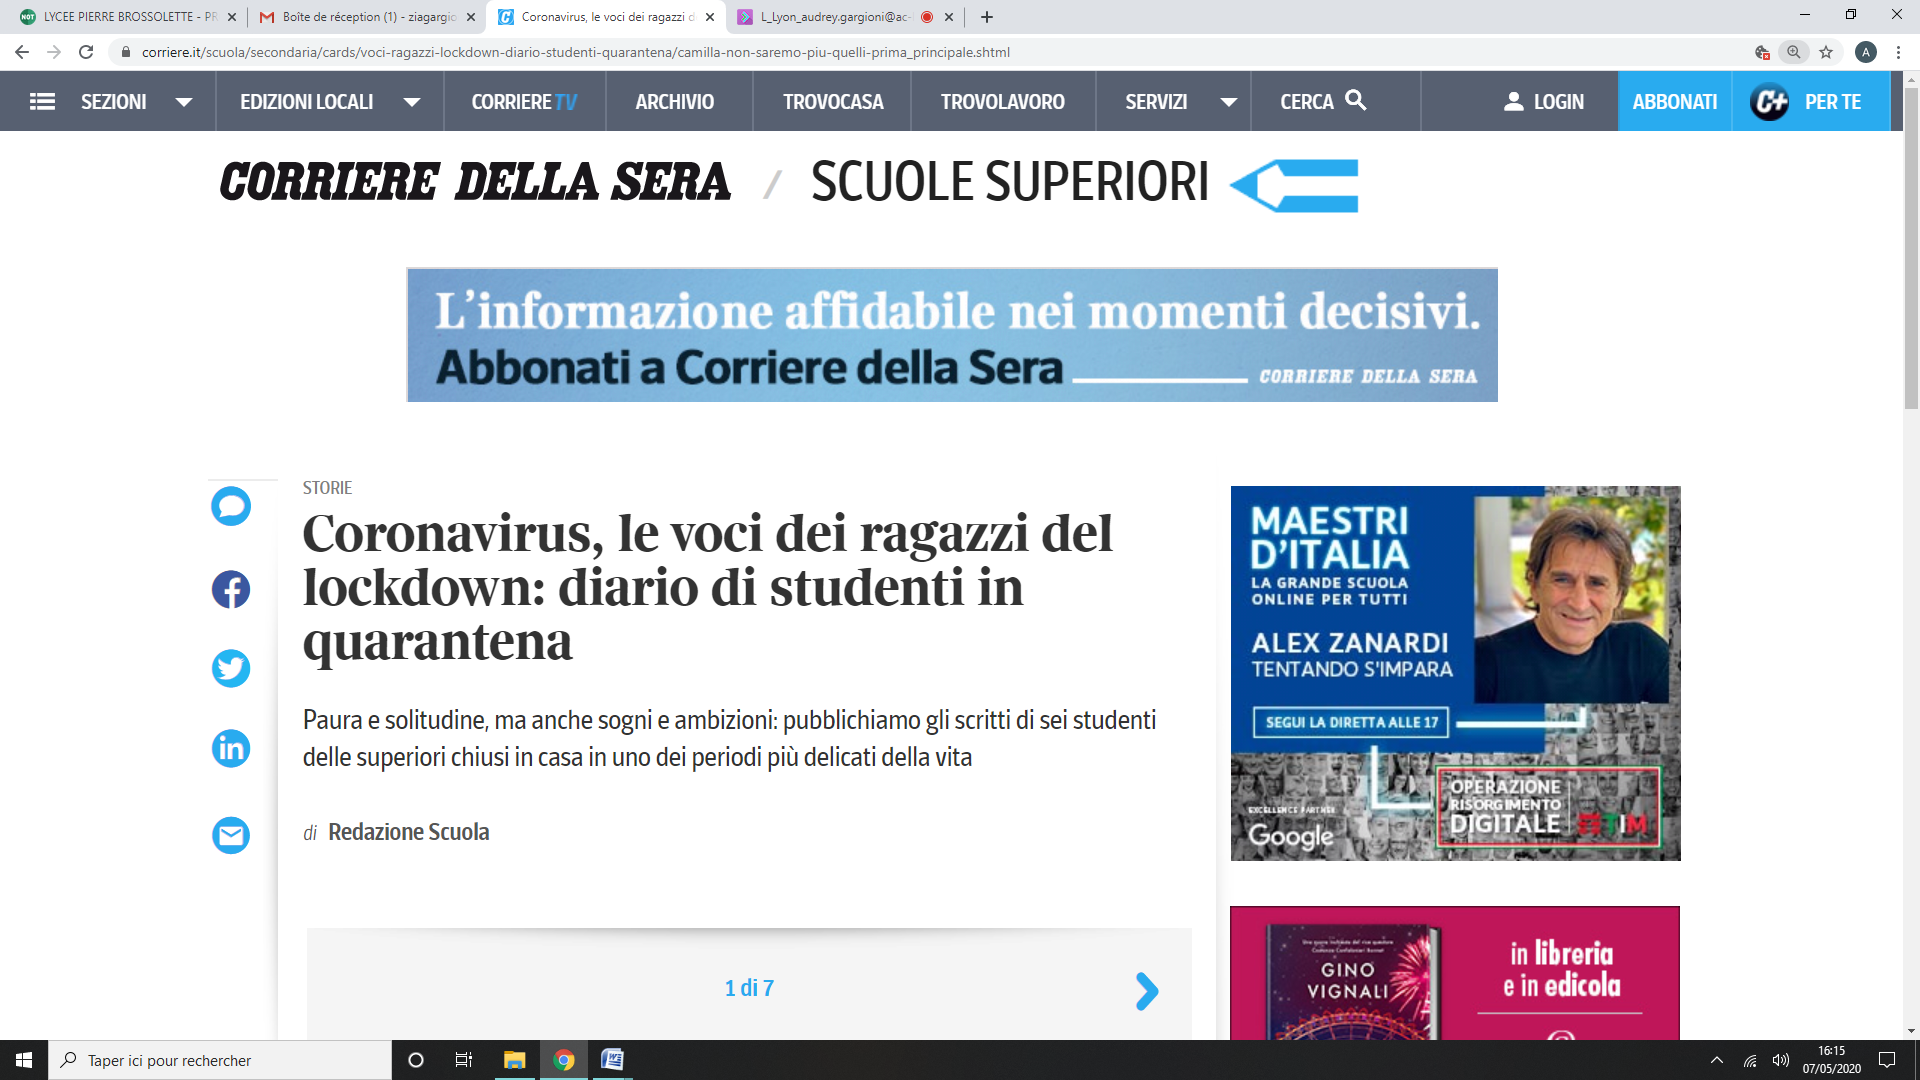 LYCEE PIERRE BROSSOLETTE - PR
Boîte de réception (1) - ziagargio
Coronavirus, le voci dei ragazzi d
L_Lyon_audrey.gargioni@ac-
corriere.it/scuola/secondaria/cards/voci-ragazzi-lockdown-diario-studenti-quarantena/camilla-non-saremo-piu-quelli-prima_principale.shtml
A
SEZIONI
EDIZIONI LOCALI
CORRIERE TV
ARCHIVIO
TROVOCASA
TROVOLAVORO
SERVIZI
CERCA
LOGIN
ABBONATI
C+
PER TE
CORRIERE DELLA SERA / SCUOLE SUPERIORI
L'informazione affidabile nei momenti decisivi.
Abbonati a Corriere della Sera
CORRIERE DELLA SERA
STORIE
Coronavirus, le voci dei ragazzi del
lockdown: diario di studenti in
quarantena
Paura e solitudine, ma anche sogni e ambizioni: pubblichiamo gli scritti di sei studenti
delle superiori chiusi in casa in uno dei periodi più delicati della vita
di Redazione Scuola
1 di 7
MAESTRI
D'ITALIA
LA GRANDE SCUOLA
ONLINE PER TUTTI
ALEX ZANARDI
TENTANDO S'IMPARA
SEGUI LA DIRETTA ALLE 17
EXCELLENCE PARTNER
Google
OPERAZIONE
RISORGIMENTO
DIGITALE
TIM
GINO
VIGNALI
in libreria
e in edicola
Taper ici pour rechercher
16:15
07/05/2020